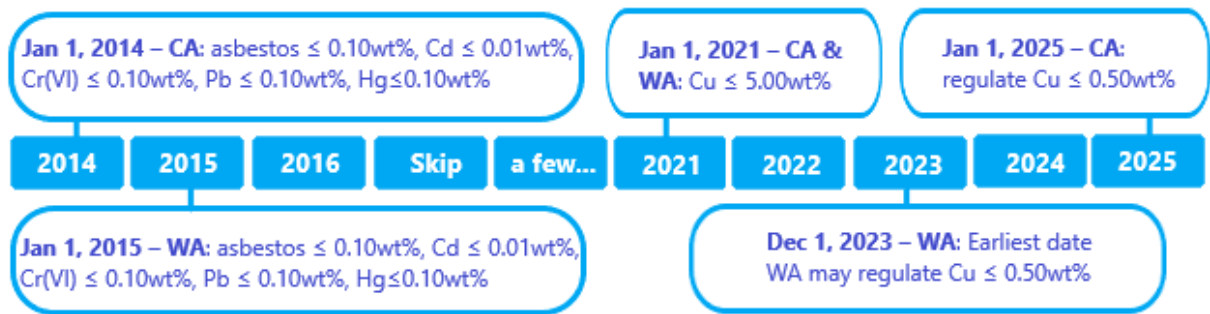 Jan 1, 2014 – CA: asbestos ≤ 0.10wt%, Cd ≤ 0.01wt%,
Cr(VI) ≤ 0.10wt%, Pb ≤ 0.10wt%, Hg≤0.10wt%
Jan 1, 2021 – CA &
WA: Cu ≤ 5.00wt%
Jan 1, 2025 – CA:
regulate Cu ≤ 0.50wt%
2014 2015 2016 Skip a few... 2021 2022 2023 2024 2025
Jan 1, 2015 – WA: asbestos ≤ 0.10wt%, Cd ≤ 0.01wt%,
Cr(VI) ≤ 0.10wt%, Pb ≤ 0.10wt%, Hg≤0.10wt%
Dec 1, 2023 – WA: Earliest date
WA may regulate Cu ≤ 0.50wt%